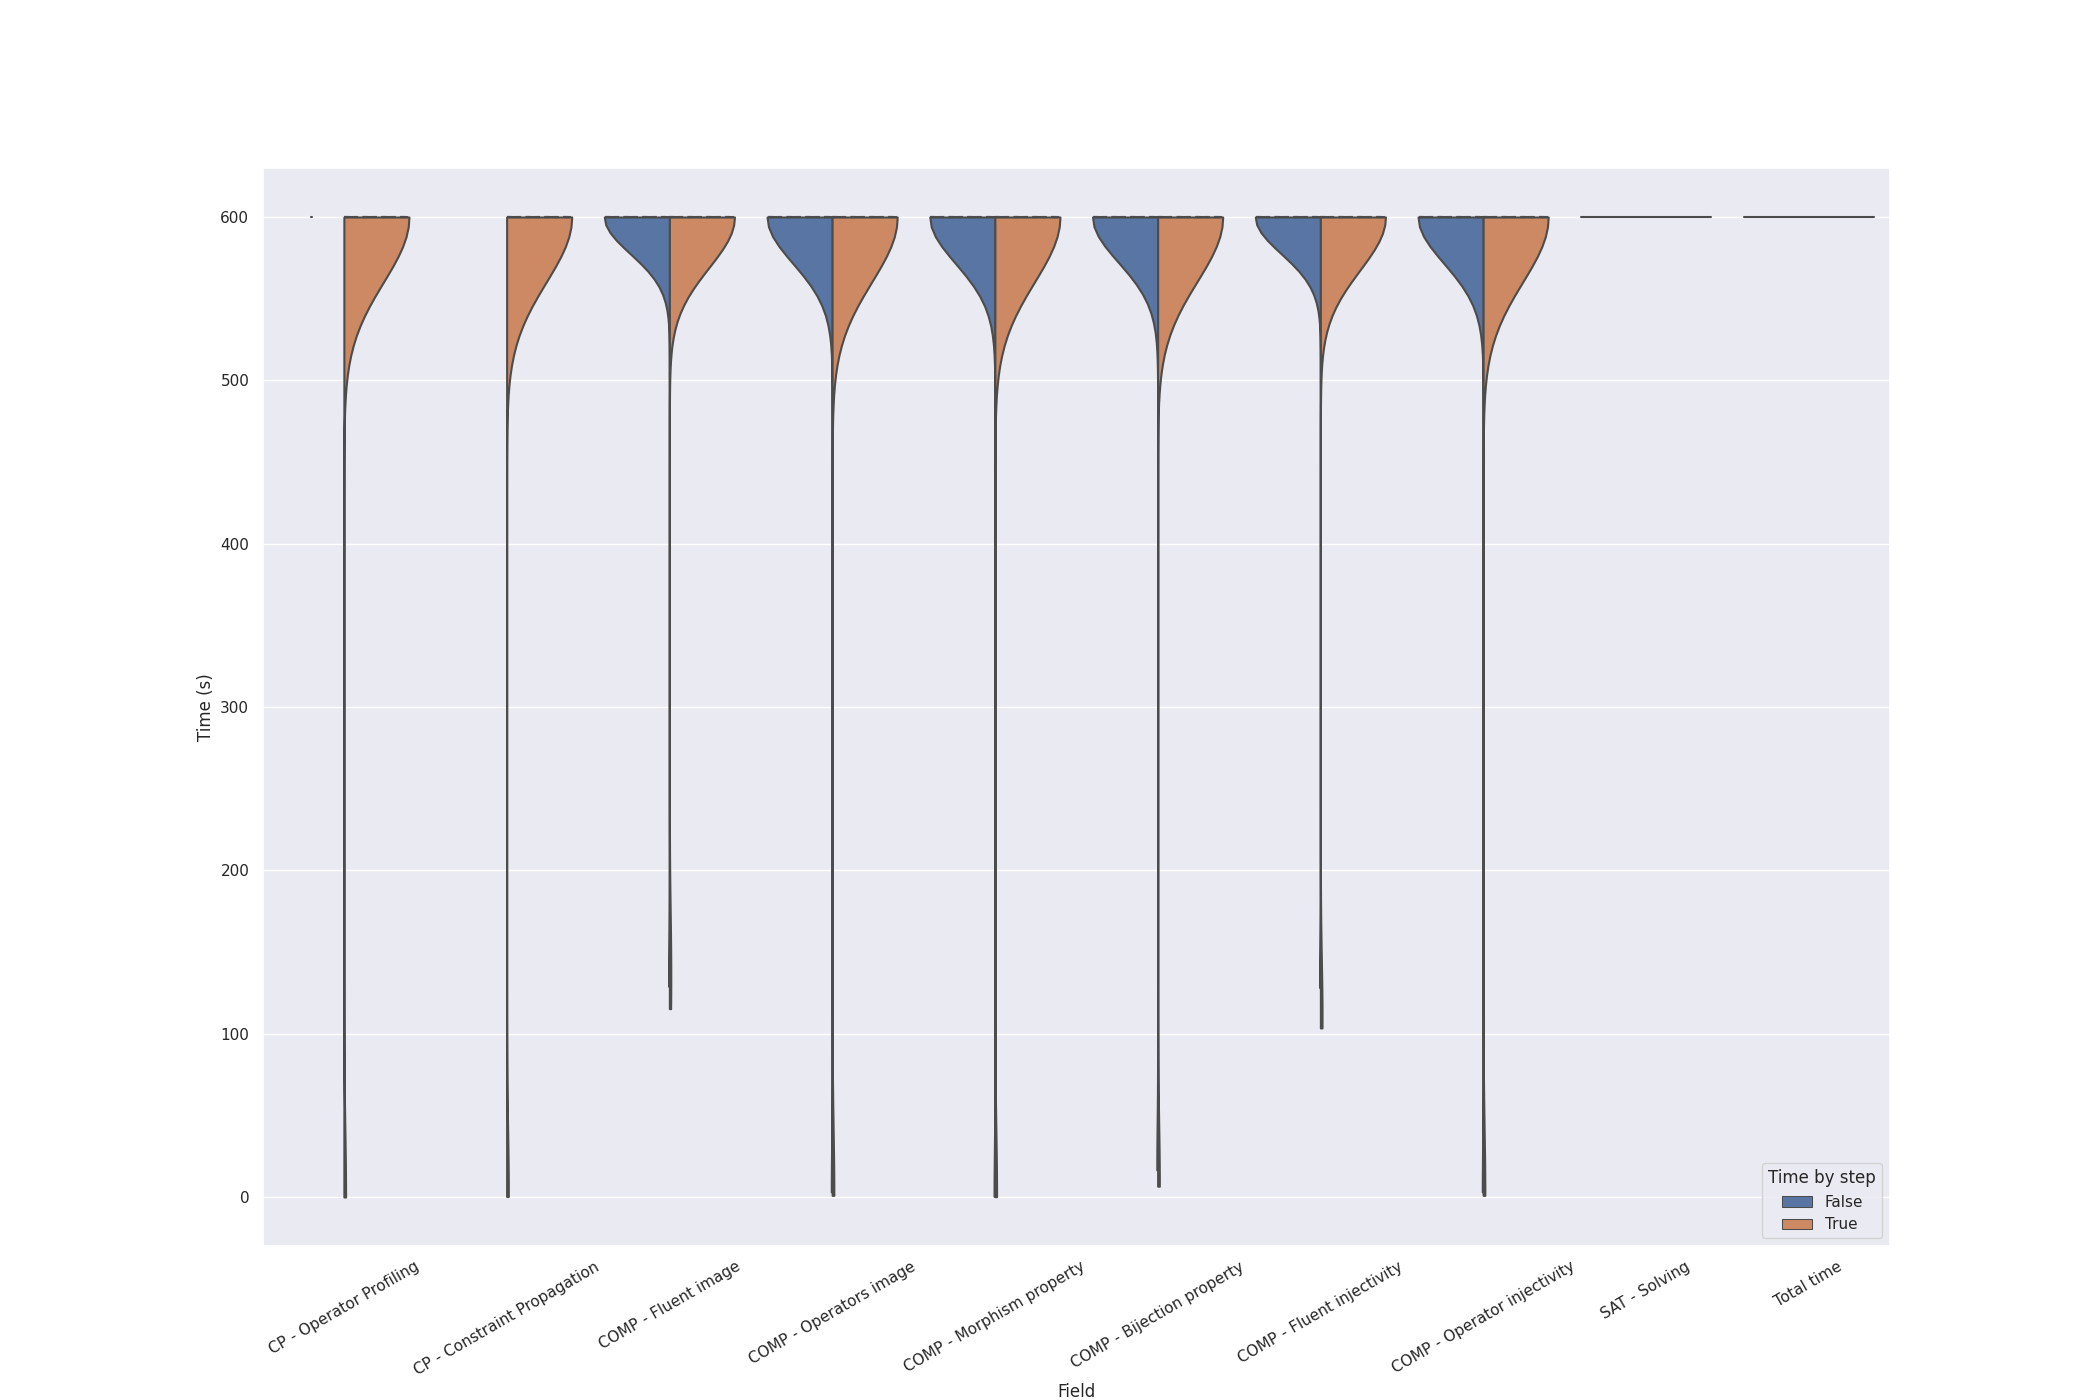 600
500
400
300
200
100
0
Time (s)
Time by step
False
True
CP - Operator Profiling
CP - Constraint Propagation
COMP - Fluent image
COMP - Operators image
COMP - Morphism property
COMP - Bijection property
COMP - Fluent injectivity
COMP - Operator injectivity
SAT - Solving
Total time
Field